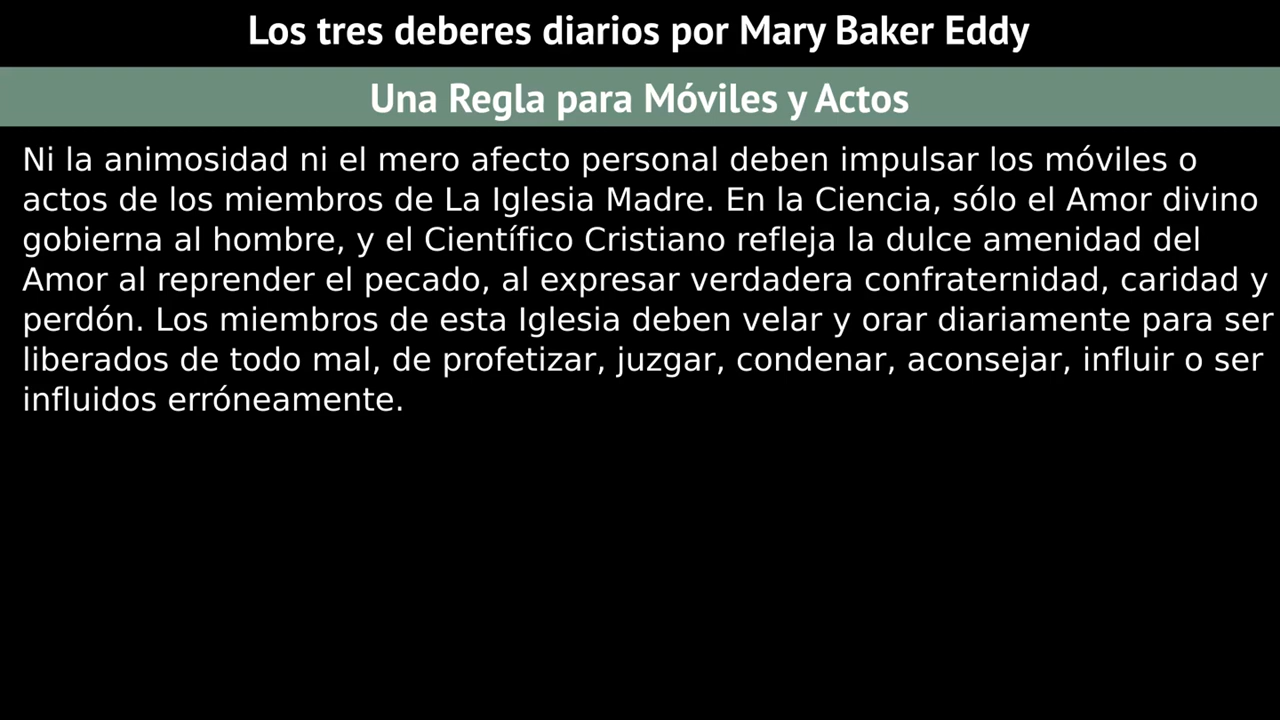 Los tres deberes diarios por Mary Baker Eddy
Una Regla para Móviles y Actos
Ni la animosidad ni el mero afecto personal deben impulsar los móviles o
actos de los miembros de La Iglesia Madre. En la Ciencia, sólo el Amor divino
gobierna al hombre, y el Científico Cristiano refleja la dulce amenidad del
Amor al reprender el pecado, al expresar verdadera confraternidad, caridad y
perdón. Los miembros de esta Iglesia deben velar y orar diariamente para ser
liberados de todo mal, de profetizar, juzgar, condenar, aconsejar, influir o ser
influidos erróneamente.